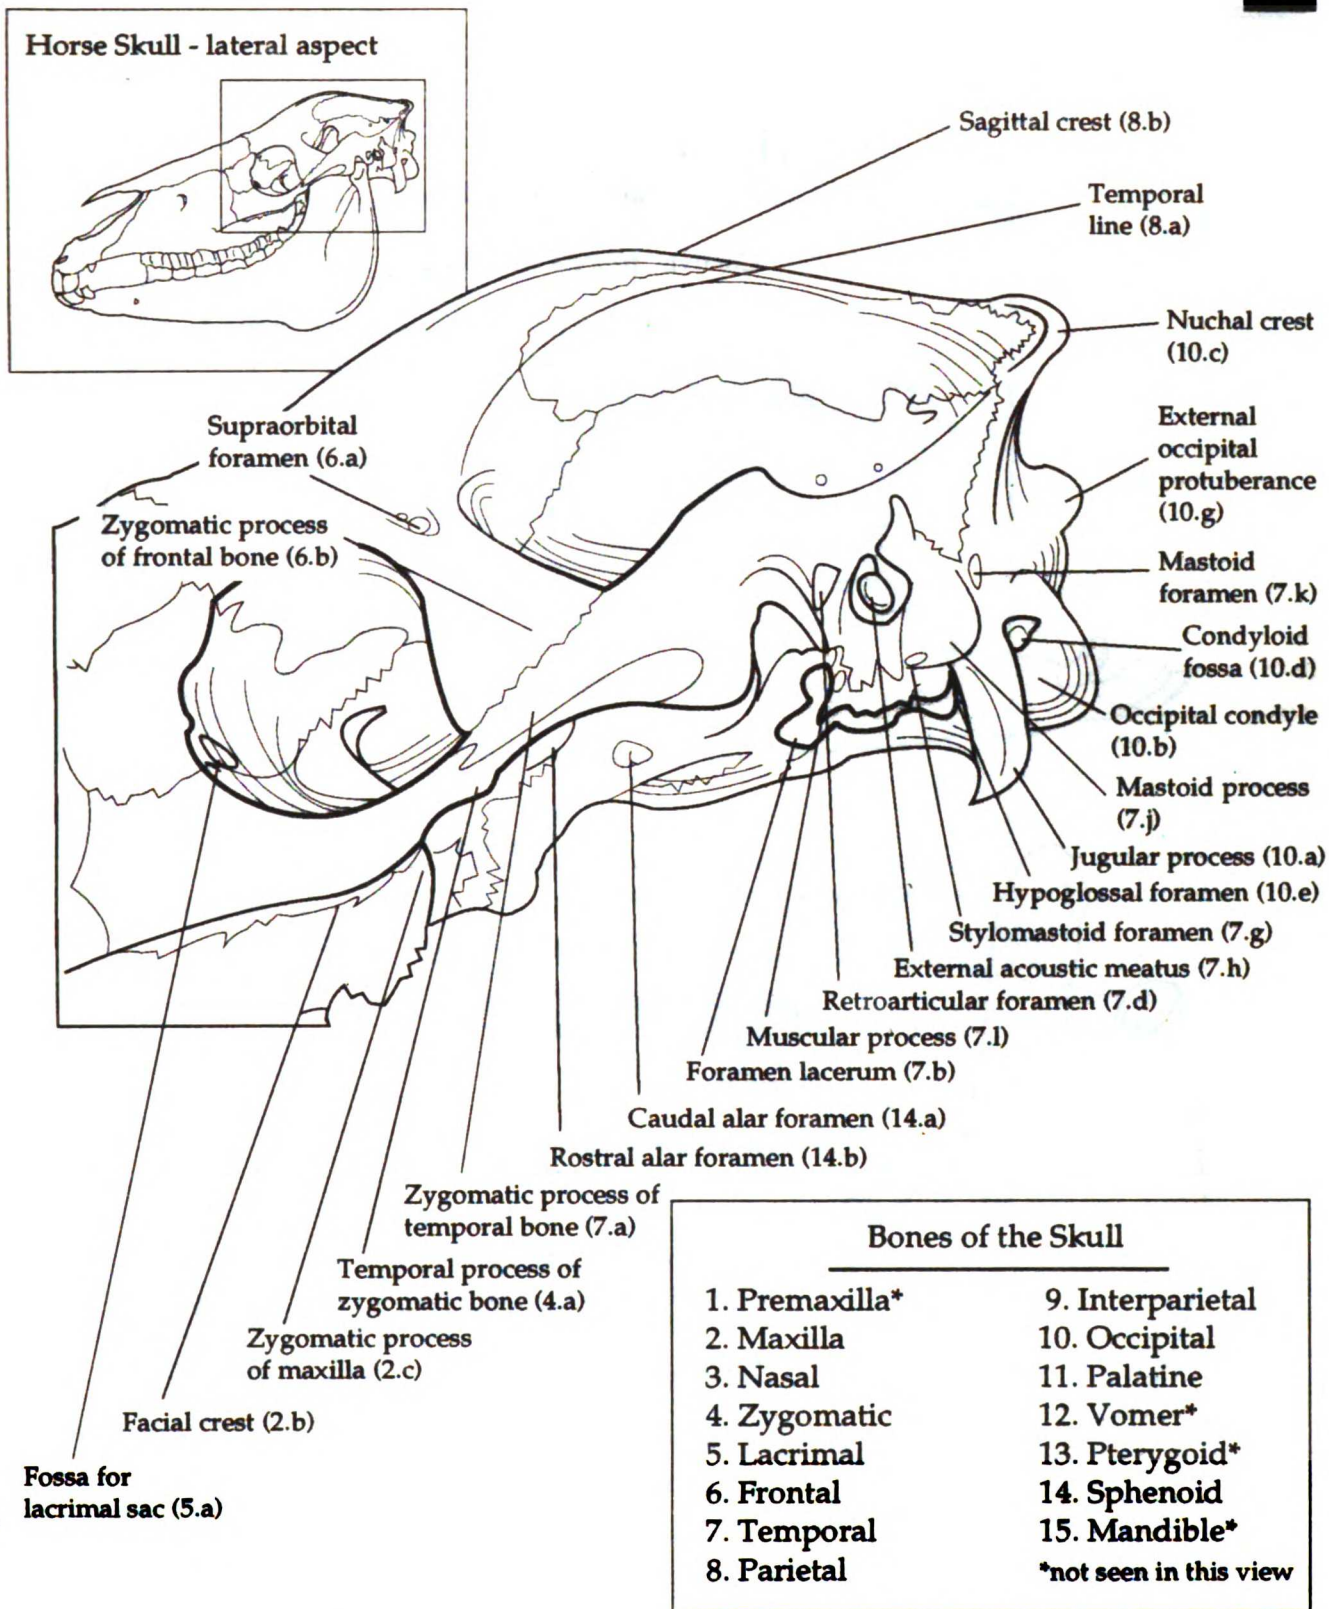 Horse Skull - lateral aspect
Sagittal crest (8.b)
Temporal
line (8.a)
Nuchal crest
(10.c)
External
occipital
protuberance
(10.g)
Supraorbital
foramen (6.a)
Zygomatic process
of frontal bone (6.b)
Mastoid
foramen (7.k)
Condyloid
fossa (10.d)
Occipital condyle
(10.b)
Mastoid process
(7.j)
Jugular process (10.a)
Hypoglossal foramen (10.e)
Stylomastoid foramen (7.g)
External acoustic meatus (7.h)
Retroarticular foramen (7.d)
Muscular process (7.l)
Foramen lacerum (7.b)
Caudal alar foramen (14.a)
Rostral alar foramen (14.b)
Zygomatic process of
temporal bone (7.a)
Temporal process of
zygomatic bone (4.a)
Zygomatic process
of maxilla (2.c)
Facial crest (2.b)
Fossa for
lacrimal sac (5.a)
Bones of the Skull
1. Premaxilla*
2. Maxilla
3. Nasal
4. Zygomatic
5. Lacrimal
6. Frontal
7. Temporal
8. Parietal
9. Interparietal
10. Occipital
11. Palatine
12. Vomer*
13. Pterygoid*
14. Sphenoid
15. Mandible*
*not seen in this view